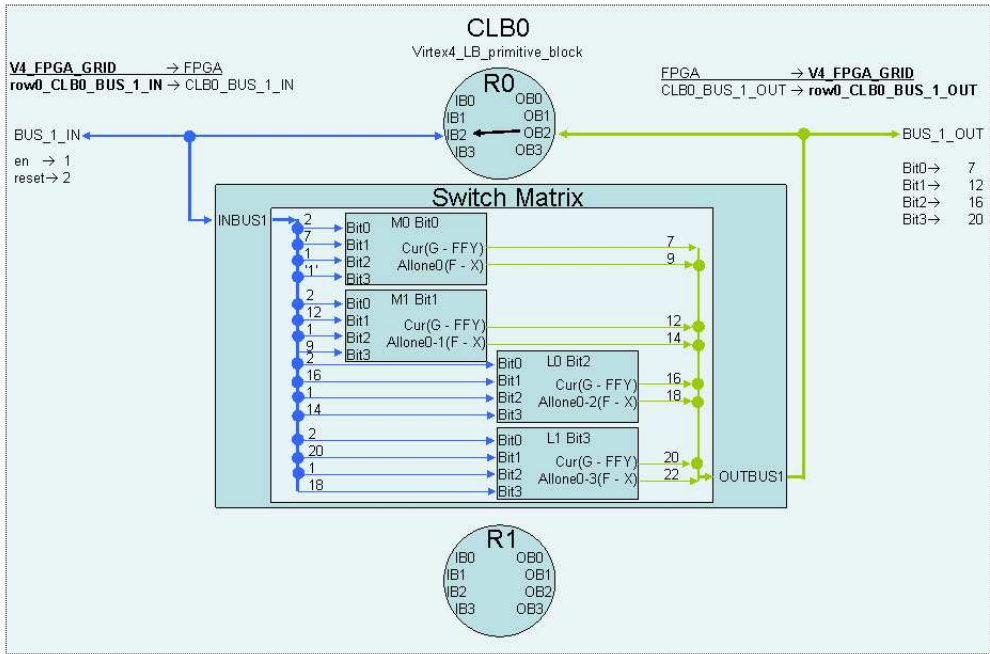 CLB0
Virtex4_LB_primitive_block
V4_FPGA_GRID → FPGA
row0_CLB0_BUS_1_IN → CLB0_BUS_1_IN
FPGA → V4_FPGA_GRID
CLB0_BUS_1_OUT → row0_CLB0_BUS_1_OUT
R0
IB0 OB0
IB1 OB1
IB2 OB2
IB3 OB3
BUS_1_IN
en → 1
reset→ 2
BUS_1_OUT
Bit0→ 7
Bit1→ 12
Bit2→ 16
Bit3→ 20
Switch Matrix
INBUS1
2 Bit0 M0 Bit0
7 Bit1 Cur(G - FFY) 7
1 Bit2 Allone0(F - X) 9
'1' Bit3
2 Bit0 M1 Bit1
12 Bit1 Cur(G - FFY) 12
1 Bit2 Allone0-1(F - X) 14
9 Bit3
2 Bit0 L0 Bit2
16 Bit1 Cur(G - FFY) 16
1 Bit2 Allone0-2(F - X) 18
14 Bit3
2 Bit0 L1 Bit3
20 Bit1 Cur(G - FFY) 20
1 Bit2 Allone0-3(F - X) 22
18 Bit3
OUTBUS1
R1
IB0 OB0
IB1 OB1
IB2 OB2
IB3 OB3